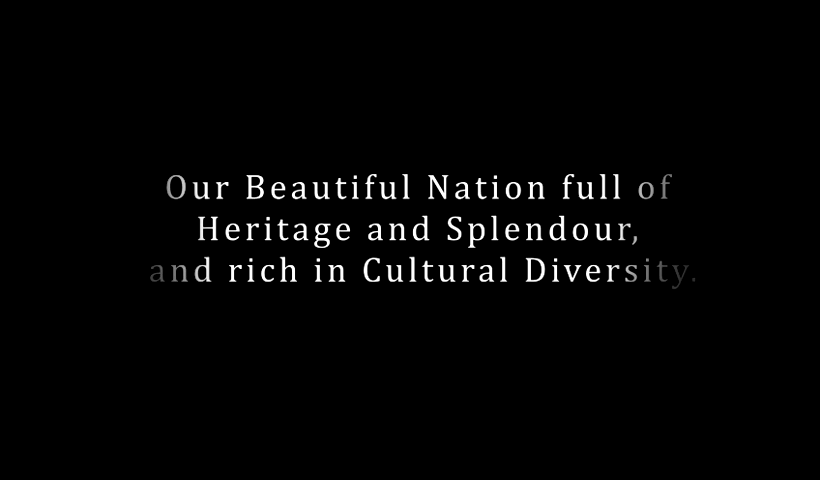 Our Beautiful Nation full of
Heritage and Splendour,
and rich in Cultural Diversity.